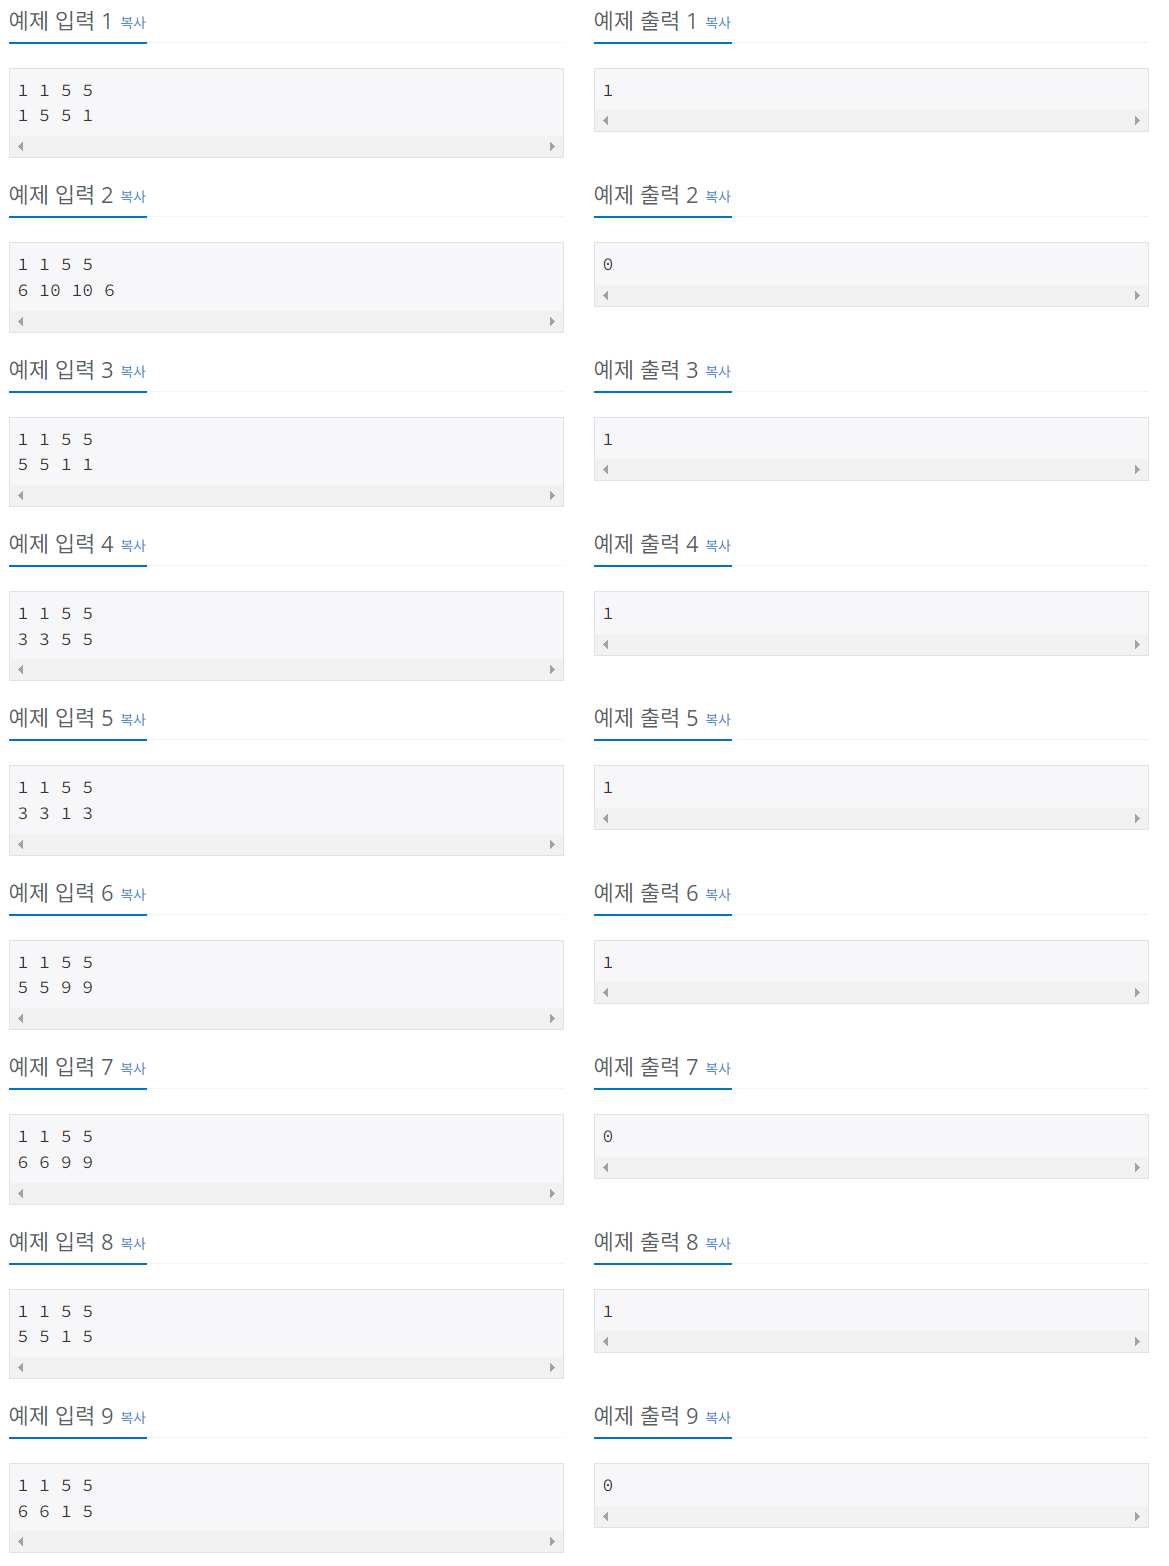 예제 입력 1 복사
예제 출력 1 복사
1 1 5 5
1 5 5 1
1
예제 입력 2 복사
예제 출력 2 복사
1 1 5 5
6 10 10 6
0
예제 입력 3 복사
예제 출력 3 복사
1 1 5 5
5 5 1 1
1
예제 입력 4 복사
예제 출력 4 복사
1 1 5 5
3 3 5 5
1
예제 입력 5 복사
예제 출력 5 복사
1 1 5 5
3 3 1 3
1
예제 입력 6 복사
예제 출력 6 복사
1 1 5 5
5 5 9 9
1
예제 입력 7 복사
예제 출력 7 복사
1 1 5 5
6 6 9 9
0
예제 입력 8 복사
예제 출력 8 복사
1 1 5 5
5 5 1 5
1
예제 입력 9 복사
예제 출력 9 복사
1 1 5 5
6 6 1 5
0